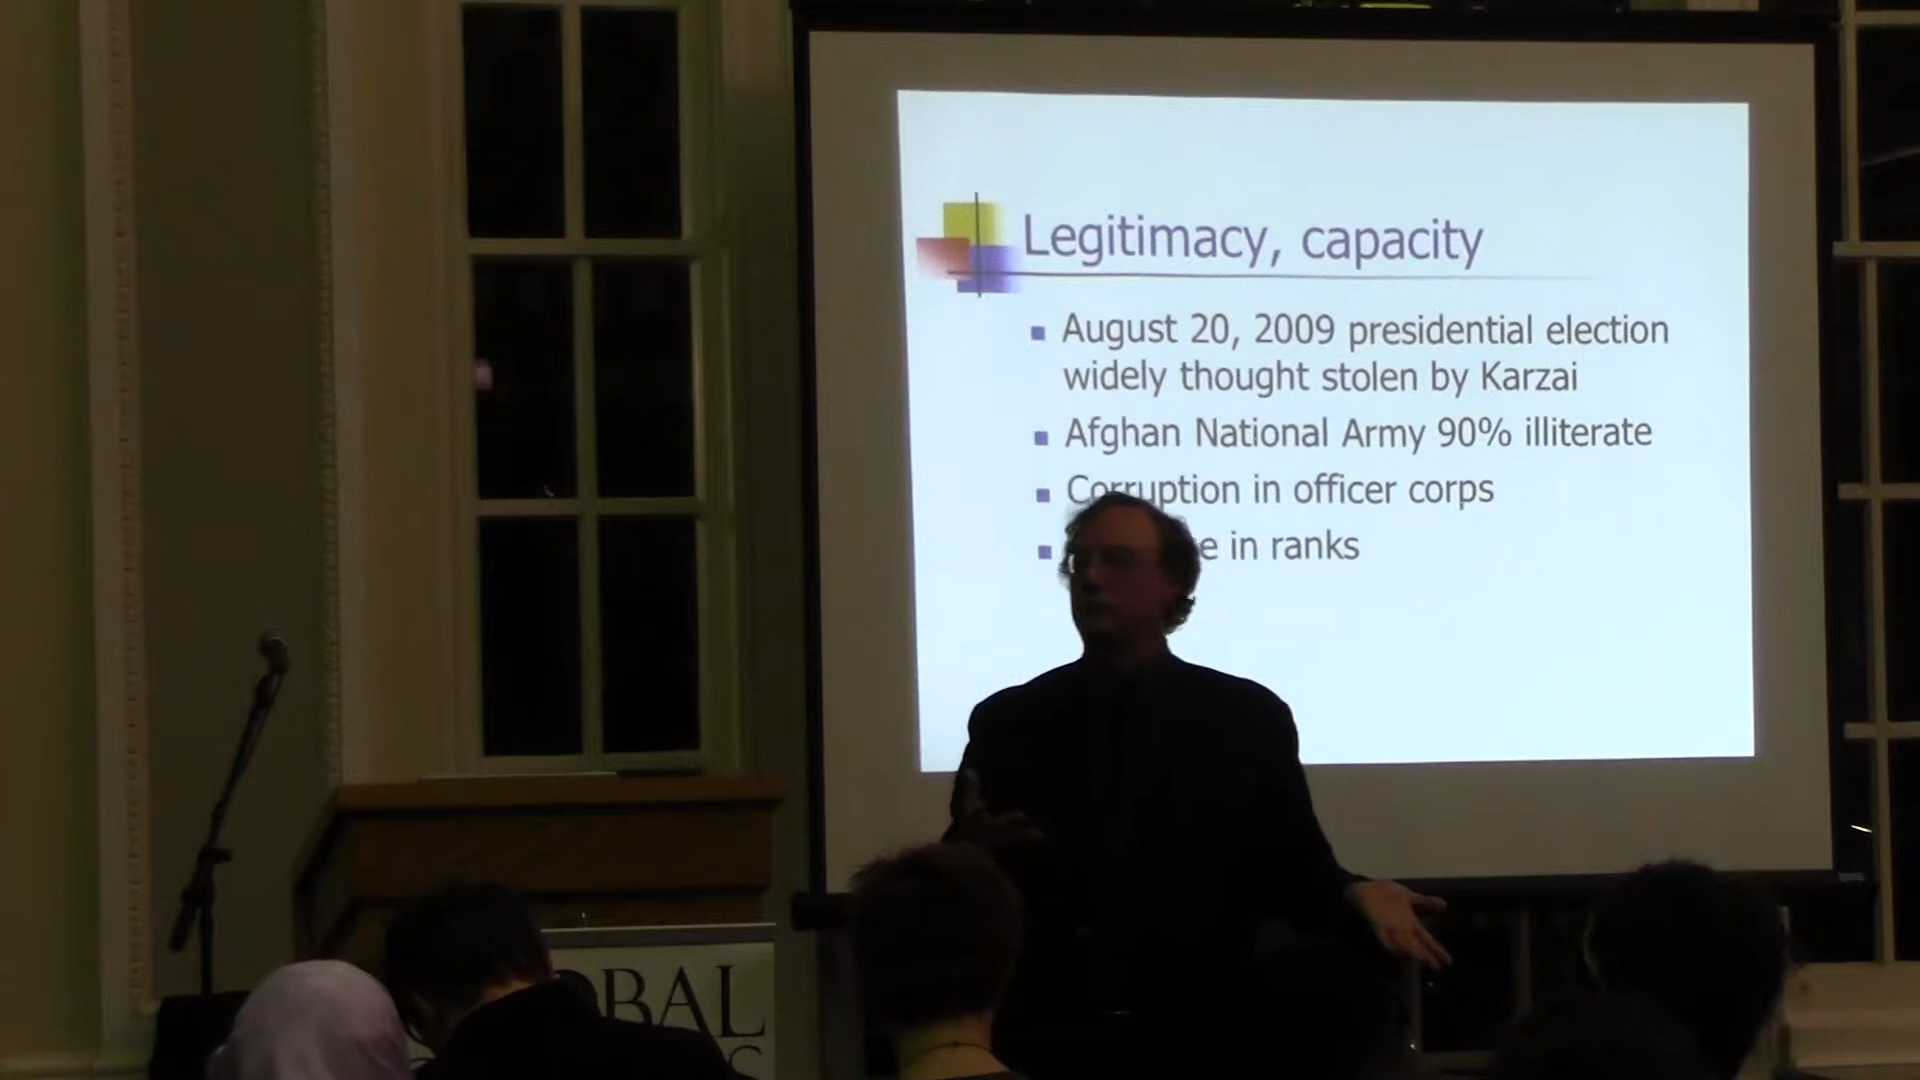 Legitimacy, capacity
August 20, 2009 presidential election
widely thought stolen by Karzai
Afghan National Army 90% illiterate
Corruption in officer corps
in ranks